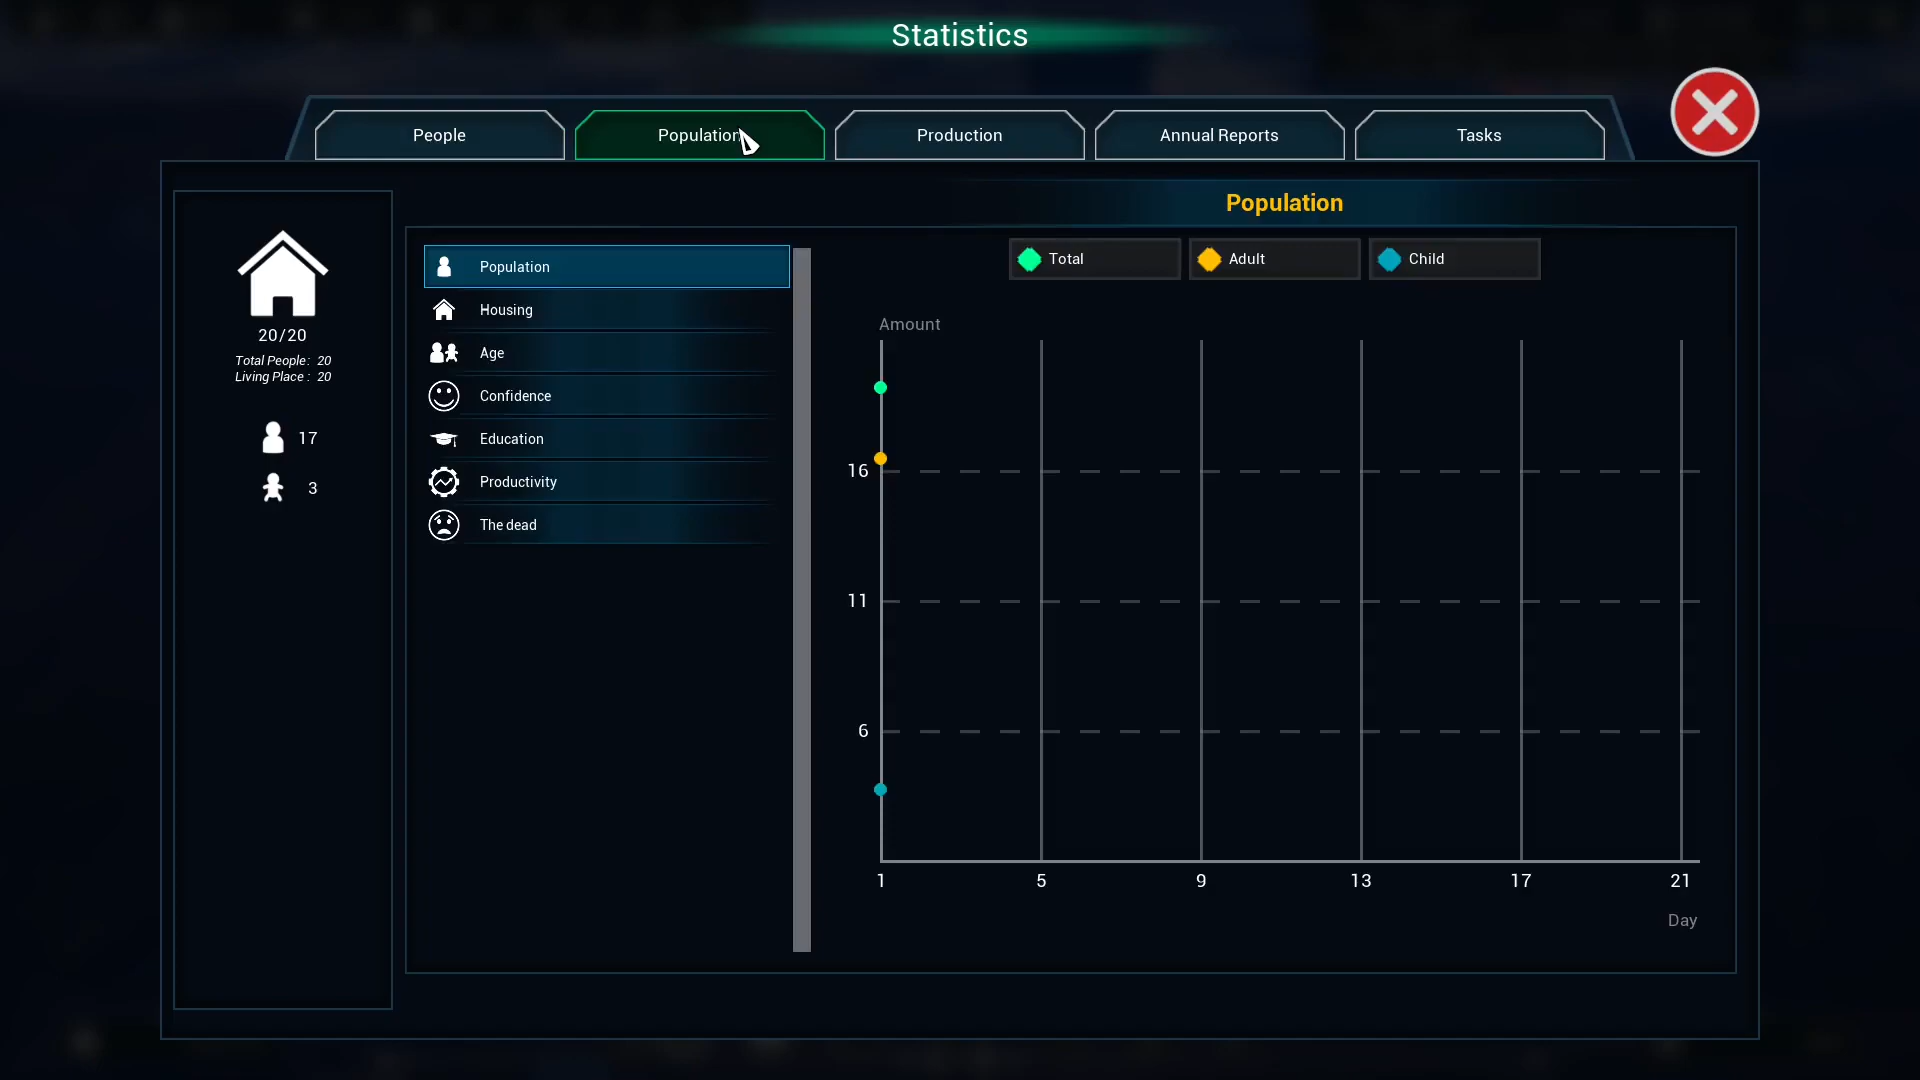 Statistics
People
Population
Production
Annual Reports
Tasks
Population
20/20
Total People: 20
Living Place : 20
17
3
Population
Housing
Age
Confidence
Education
Productivity
The dead
Total
Adult
Child
Amount
16
11
6
1 5 9 13 17 21
Day